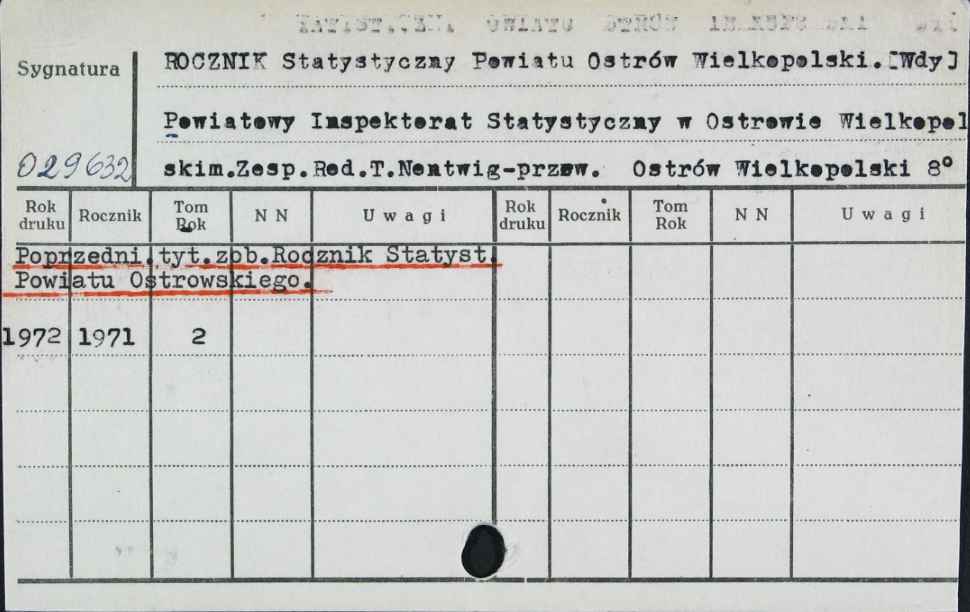 Sygnatura
ROCZNIK Statystyczny Powiatu Ostrów Wielkopolski.[Wdy]
Powiatowy Inspektorat Statystyczny w Ostrowie Wielkopol
029632
skim.Zesp.Red.T.Nentwig-przew. Ostrów Wielkopolski 8°
Rok druku Rocznik Tom Rok N N Uwagi Rok druku Rocznik Tom Rok N N Uwagi
Poprzedni.tyt.zob.Rocznik Statyst.
Powiatu Ostrowskiego.
1972 1971 2